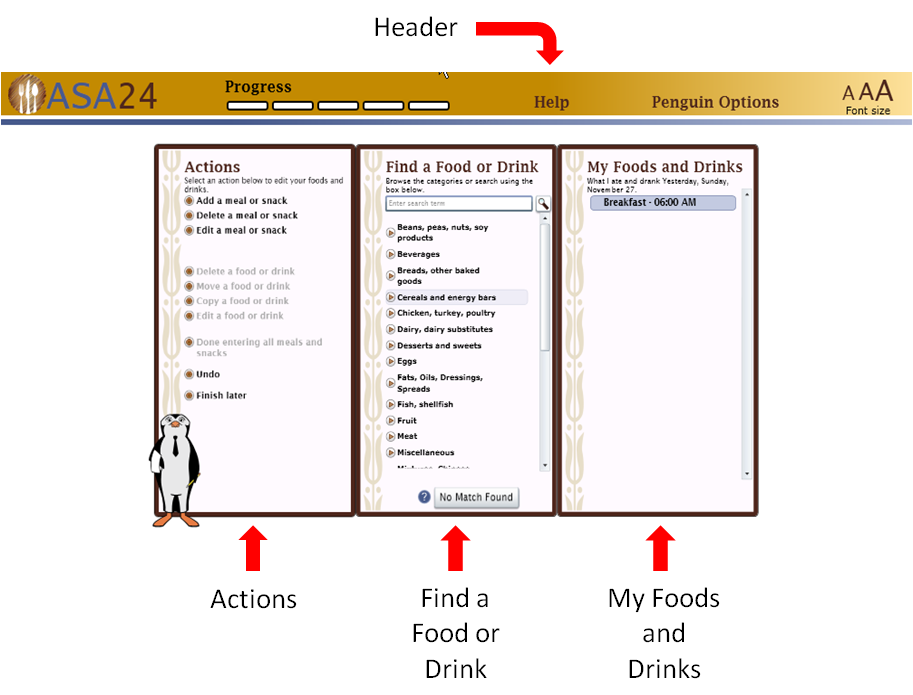 Header
ASA24
Progress
Help
Penguin Options
A A A
Font size
Actions
Select an action below to edit your foods and
drinks.
Add a meal or snack
Delete a meal or snack
Edit a meal or snack
Delete a food or drink
Move a food or drink
Copy a food or drink
Edit a food or drink
Done entering all meals and
snacks
Undo
Finish later
Find a Food or Drink
Browse the categories or search using the
box below.
Enter search term
Beans, peas, nuts, soy
products
Beverages
Breads, other baked
goods
Cereals and energy bars
Chicken, turkey, poultry
Dairy, dairy substitutes
Desserts and sweets
Eggs
Fats, Oils, Dressings,
Spreads
Fish, shellfish
Fruit
Meat
Miscellaneous
? No Match Found
My Foods and Drinks
What I ate and drank Yesterday, Sunday,
November 27.
Breakfast - 06:00 AM
Actions
Find a
Food or
Drink
My Foods
and
Drinks